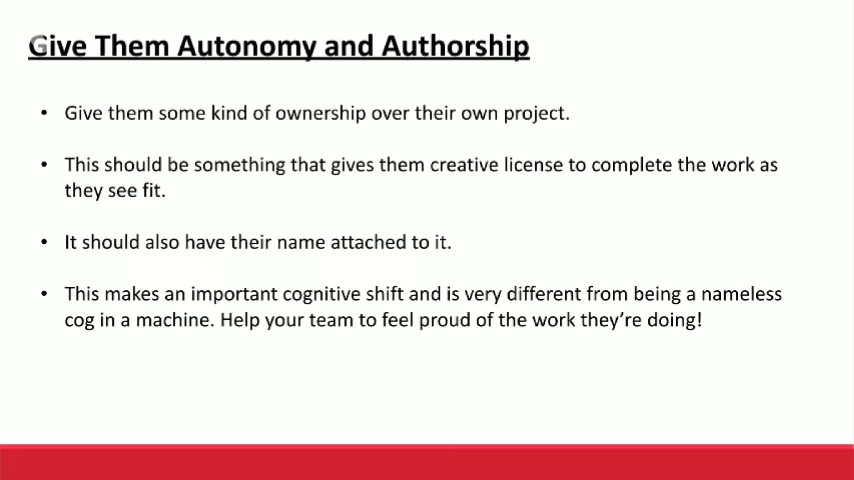 Give Them Autonomy and Authorship
• Give them some kind of ownership over their own project.
• This should be something that gives them creative license to complete the work as
they see fit.
• It should also have their name attached to it.
• This makes an important cognitive shift and is very different from being a nameless
cog in a machine. Help your team to feel proud of the work they’re doing!